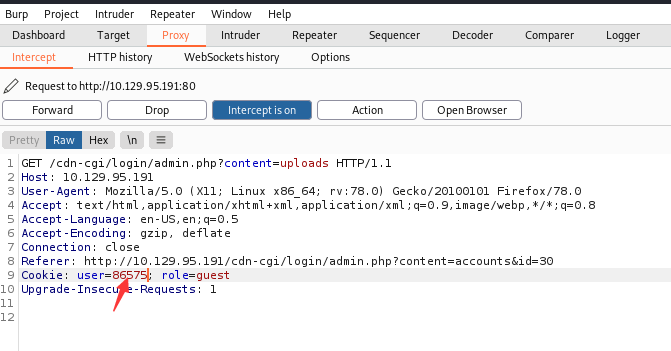 Burp Project Intruder Repeater Window Help
Dashboard Target Proxy Intruder Repeater Sequencer Decoder Comparer Logger
Intercept HTTP history WebSockets history Options
Request to http://10.129.95.191:80
Forward Drop Intercept is on Action Open Browser
Pretty Raw Hex \n ≡
1 GET /cdn-cgi/login/admin.php?content=uploads HTTP/1.1
2 Host: 10.129.95.191
3 User-Agent: Mozilla/5.0 (X11; Linux x86_64; rv:78.0) Gecko/20100101 Firefox/78.0
4 Accept: text/html,application/xhtml+xml,application/xml;q=0.9,image/webp,*/*;q=0.8
5 Accept-Language: en-US,en;q=0.5
6 Accept-Encoding: gzip, deflate
7 Connection: close
8 Referer: http://10.129.95.191/cdn-cgi/login/admin.php?content=accounts&id=30
9 Cookie: user=86575; role=guest
10 Upgrade-Insecure-Requests: 1
11
12